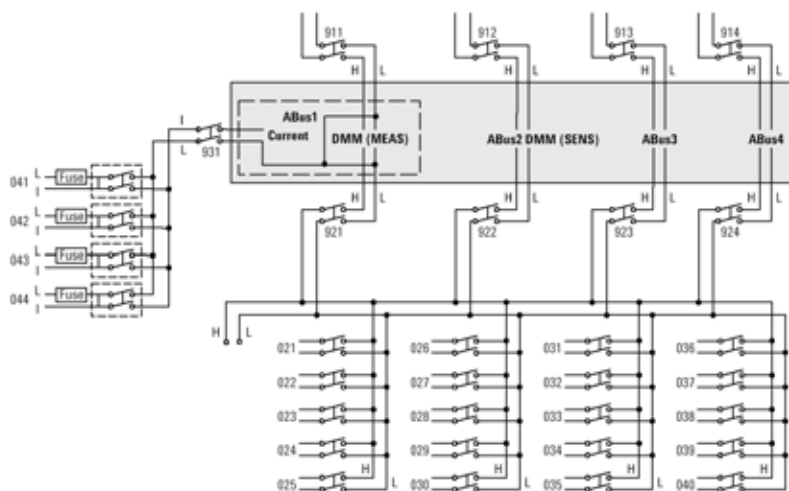 911 912 913 914
H L H L H L H L
I ABus1
Current DMM (MEAS) ABus2 DMM (SENS) ABus3 ABus4
L 931
041 L Fuse
I
042 L Fuse
I
043 L Fuse
I
044 L Fuse
I
H L H L H L H L
921 922 923 924
H L
021 026 031 036
022 027 032 037
023 028 033 038
024 029 034 039
H H H H
025 L 030 L 035 L 040 L